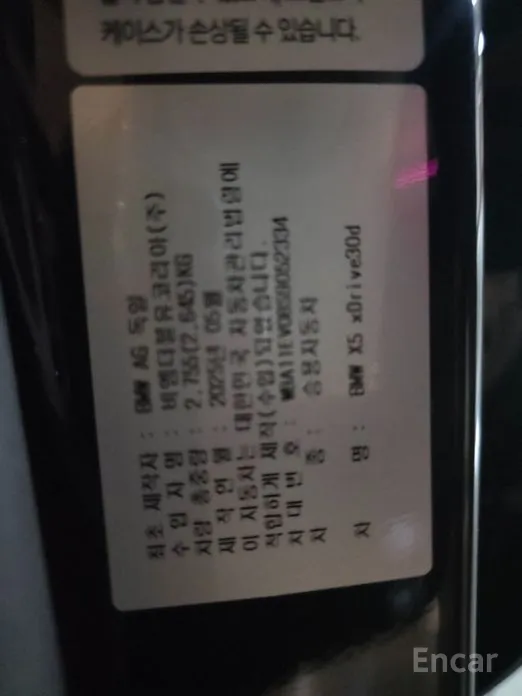 케이스가 손상될 수 있습니다.
최초 제작자 : BMW AG 독일
수 입 자 명 : 비엠더블유코리아(주)
차량 총중량 : 2.755(2.645)KG
제 작 연 월 : 2025년 05월
이 자동차는 대한민국 자동차관리법령에
적합하게 제작(수입)되었습니다.
차 대 번 호 :
차 종 : 승용자동차
차 명 : BMW X5 xDrive30d
Encar